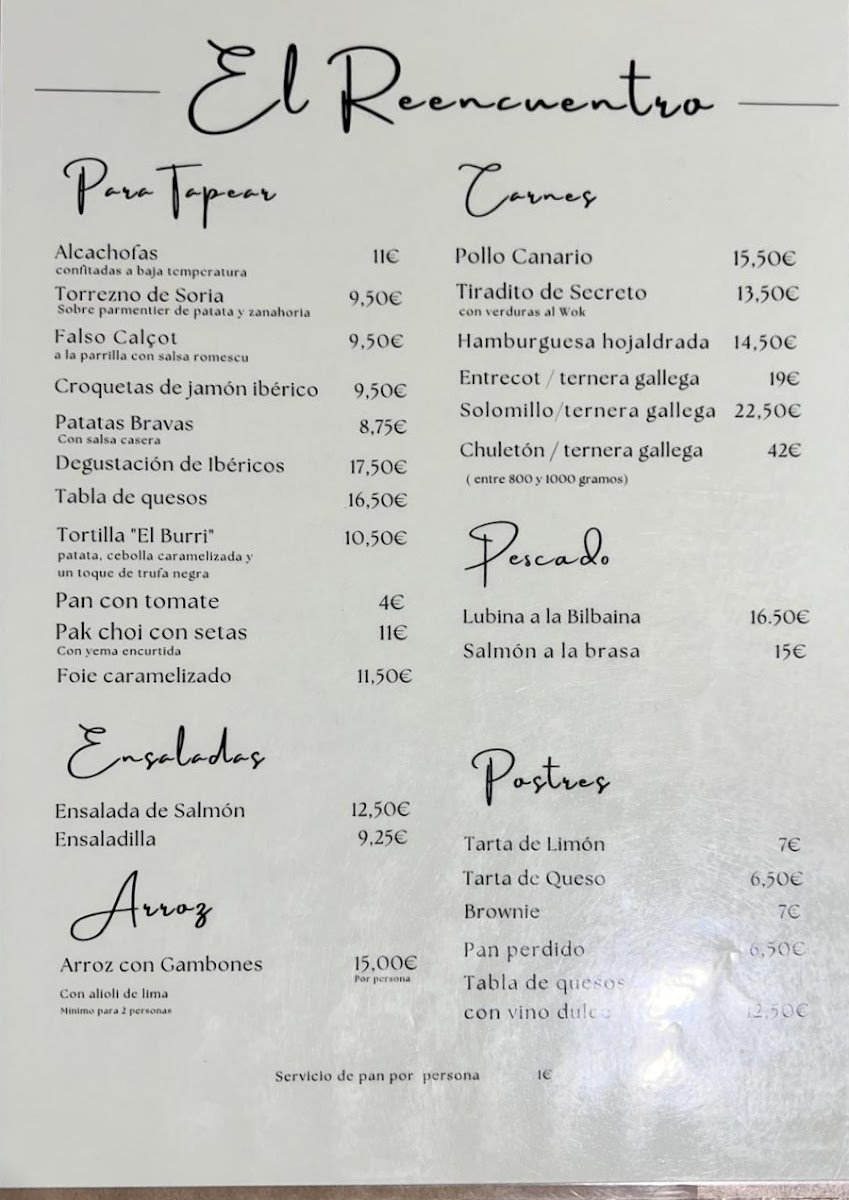 El Reencuentro
Para Tapear
Alcachofas 11€
confitadas a baja temperatura
Torrezno de Soria 9,50€
Sobre parmentier de patata y zanahoria
Falso Calçot 9,50€
a la parrilla con salsa romescu
Croquetas de jamón ibérico 9,50€
Patatas Bravas 8,75€
Con salsa casera
Degustación de Ibéricos 17,50€
Tabla de quesos 16,50€
Tortilla "El Burri" 10,50€
patata, cebolla caramelizada y
un toque de trufa negra
Pan con tomate 4€
Pak choi con setas 11€
Con yema encurtida
Foie caramelizado 11,50€
Ensaladas
Ensalada de Salmón 12,50€
Ensaladilla 9,25€
Arroz
Arroz con Gambones 15,00€
Por persona
Con alioli de lima
Mínimo para 2 personas
Carnes
Pollo Canario 15,50€
Tiradito de Secreto 13,50€
con verduras al Wok
Hamburguesa hojaldrada 14,50€
Entrecot / ternera gallega 19€
Solomillo/ternera gallega 22,50€
Chuletón / ternera gallega 42€
( entre 800 y 1000 gramos)
Pescado
Lubina a la Bilbaina 16.50€
Salmón a la brasa 15€
Postres
Tarta de Limón 7€
Tarta de Queso 6,50€
Brownie 7€
Pan perdido 6,50€
Tabla de quesos
con vino dulce 12,50€
Servicio de pan por persona 1€